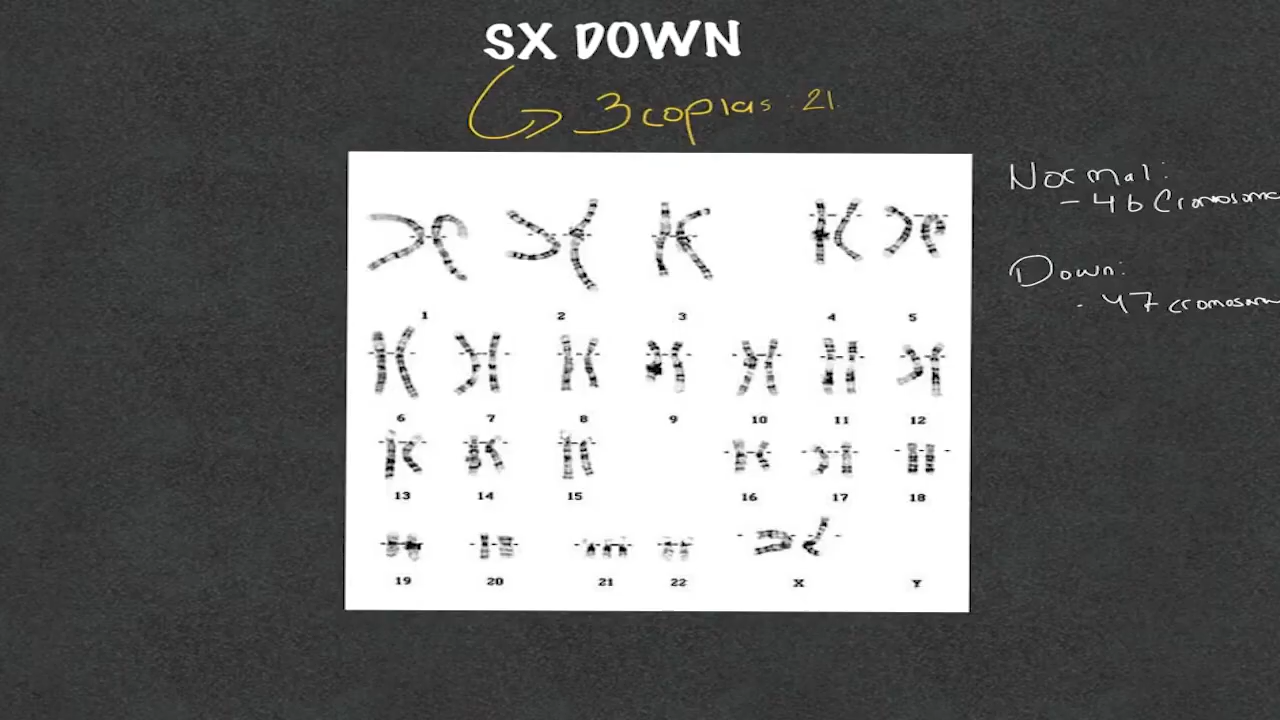 SX DOWN
3 copias 21
Normal:
- 46 Cromosoma
Down:
- 47 cromosom
1 2 3 4 5
6 7 8 9 10 11 12
13 14 15 16 17 18
19 20 21 22 X Y